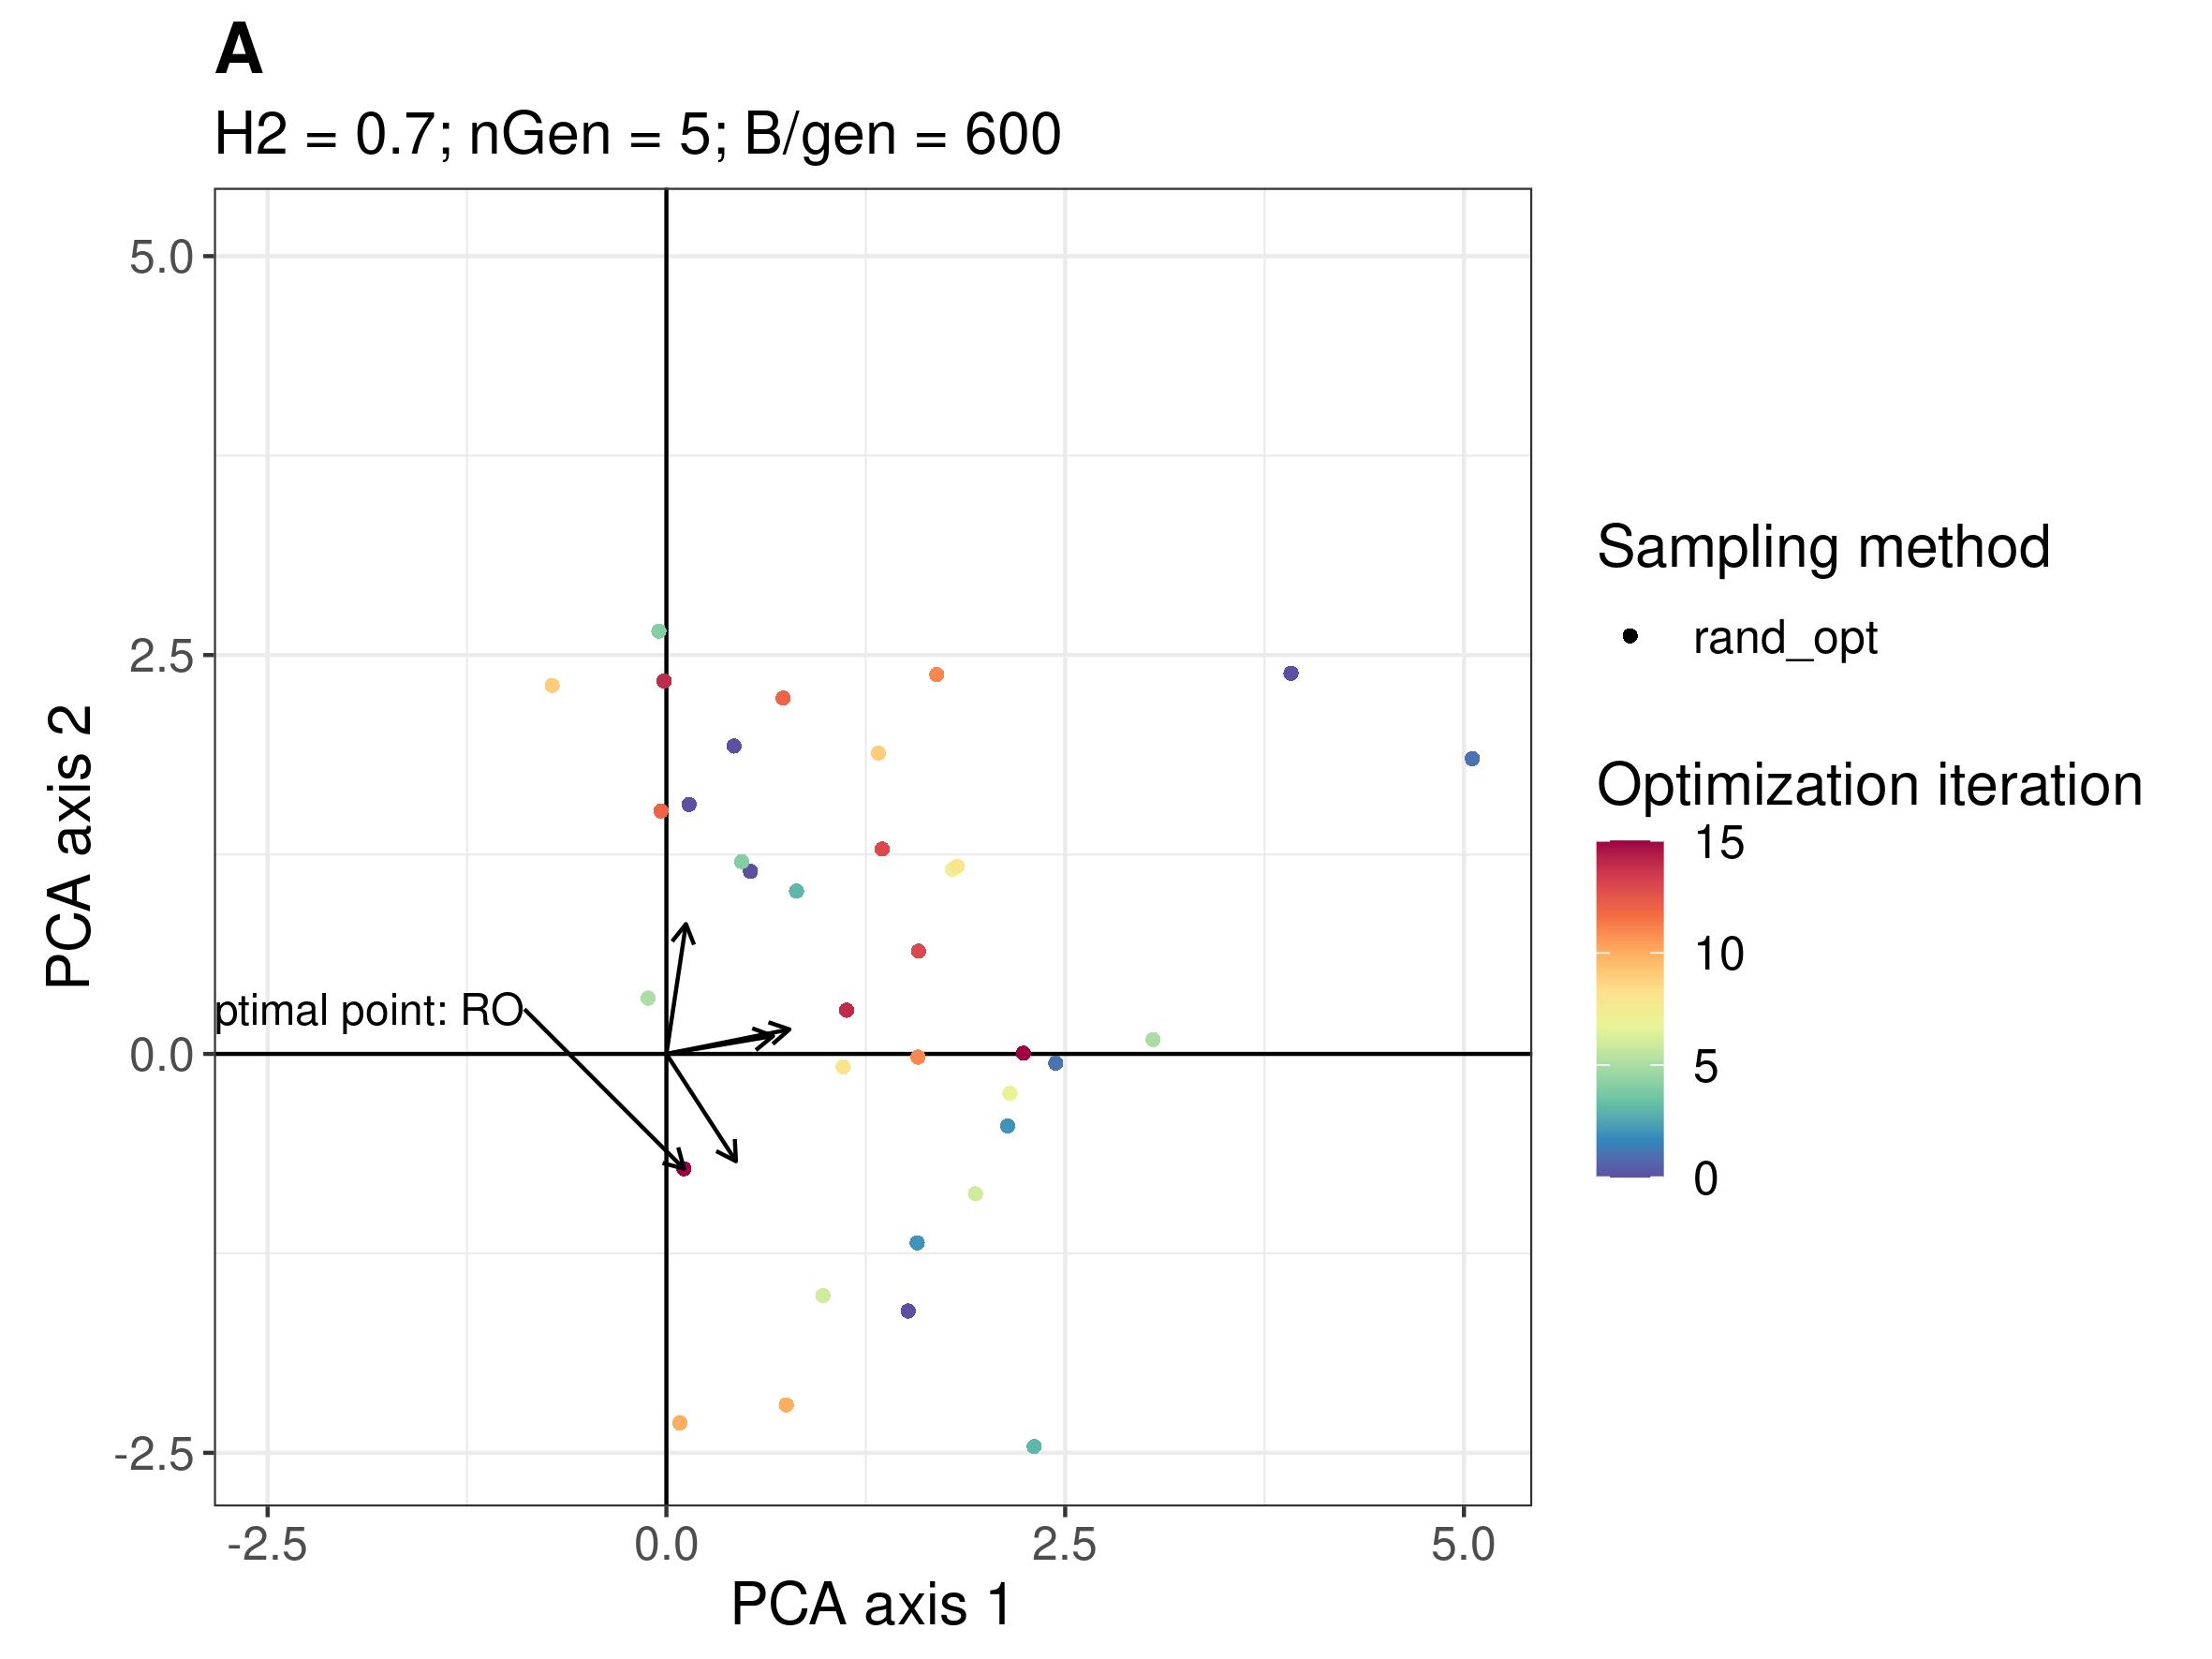 A
H2 = 0.7; nGen = 5; B/gen = 600
5.0
2.5
0.0
-2.5
PCA axis 2
ptimal point: RO
-2.5
0.0
2.5
5.0
PCA axis 1
Sampling method
rand_opt
Optimization iteration
15
10
5
0